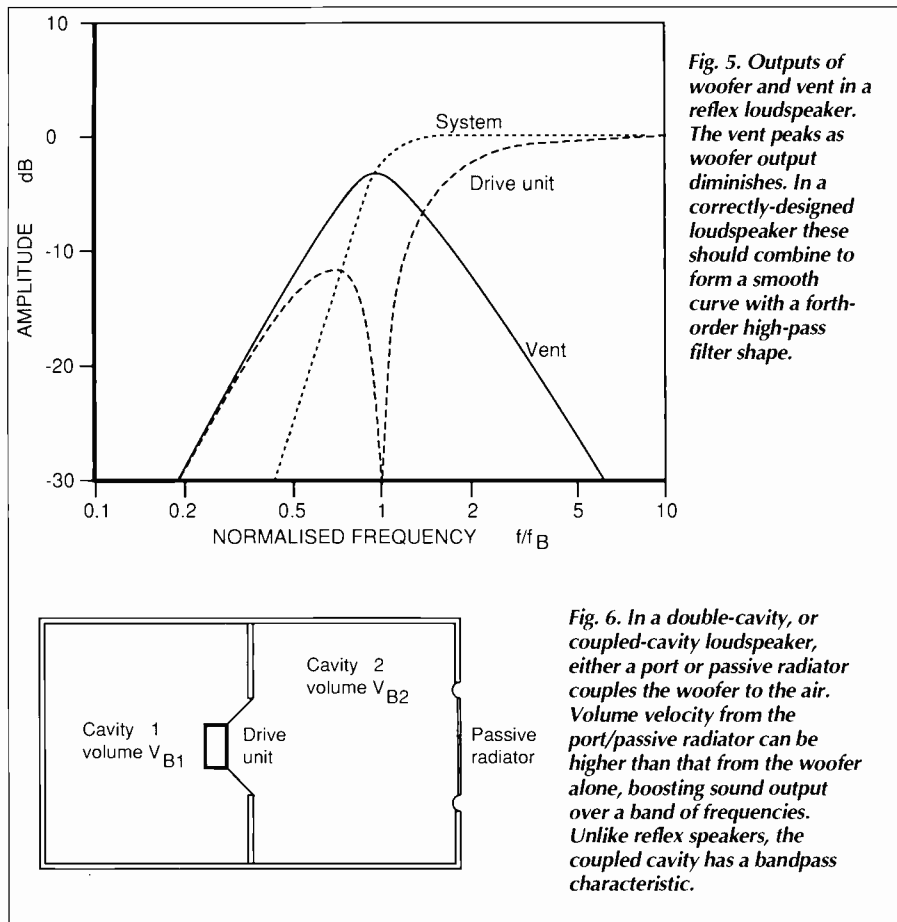 10
0
-10
-20
-30
AMPLITUDE dB
System
Drive unit
Vent
0.1 0.2 0.5 1 2 5 10
NORMALISED FREQUENCY f/fB
Fig. 5. Outputs of
woofer and vent in a
reflex loudspeaker.
The vent peaks as
woofer output
diminishes. In a
correctly-designed
loudspeaker these
should combine to
form a smooth
curve with a forth-
order high-pass
filter shape.
Cavity 1
volume VB1
Drive
unit
Cavity 2
volume VB2
Passive
radiator
Fig. 6. In a double-cavity, or
coupled-cavity loudspeaker,
either a port or passive radiator
couples the woofer to the air.
Volume velocity from the
port/passive radiator can be
higher than that from the woofer
alone, boosting sound output
over a band of frequencies.
Unlike reflex speakers, the
coupled cavity has a bandpass
characteristic.